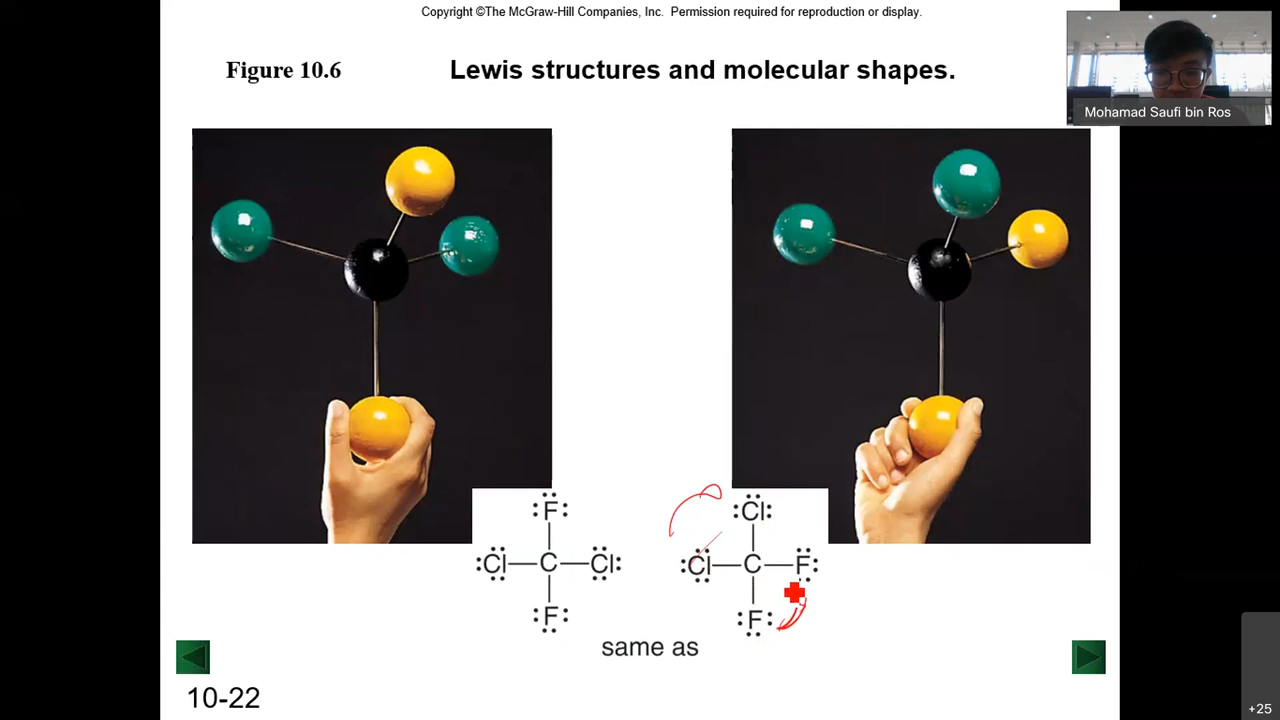 Copyright ©The McGraw-Hill Companies, Inc. Permission required for reproduction or display.
Figure 10.6
Lewis structures and molecular shapes.
Mohamad Saufi bin Ros
:F:
:Cl—C—Cl:
:F:
:Cl:
:Cl—C—F:
:F:
same as
10-22
+25